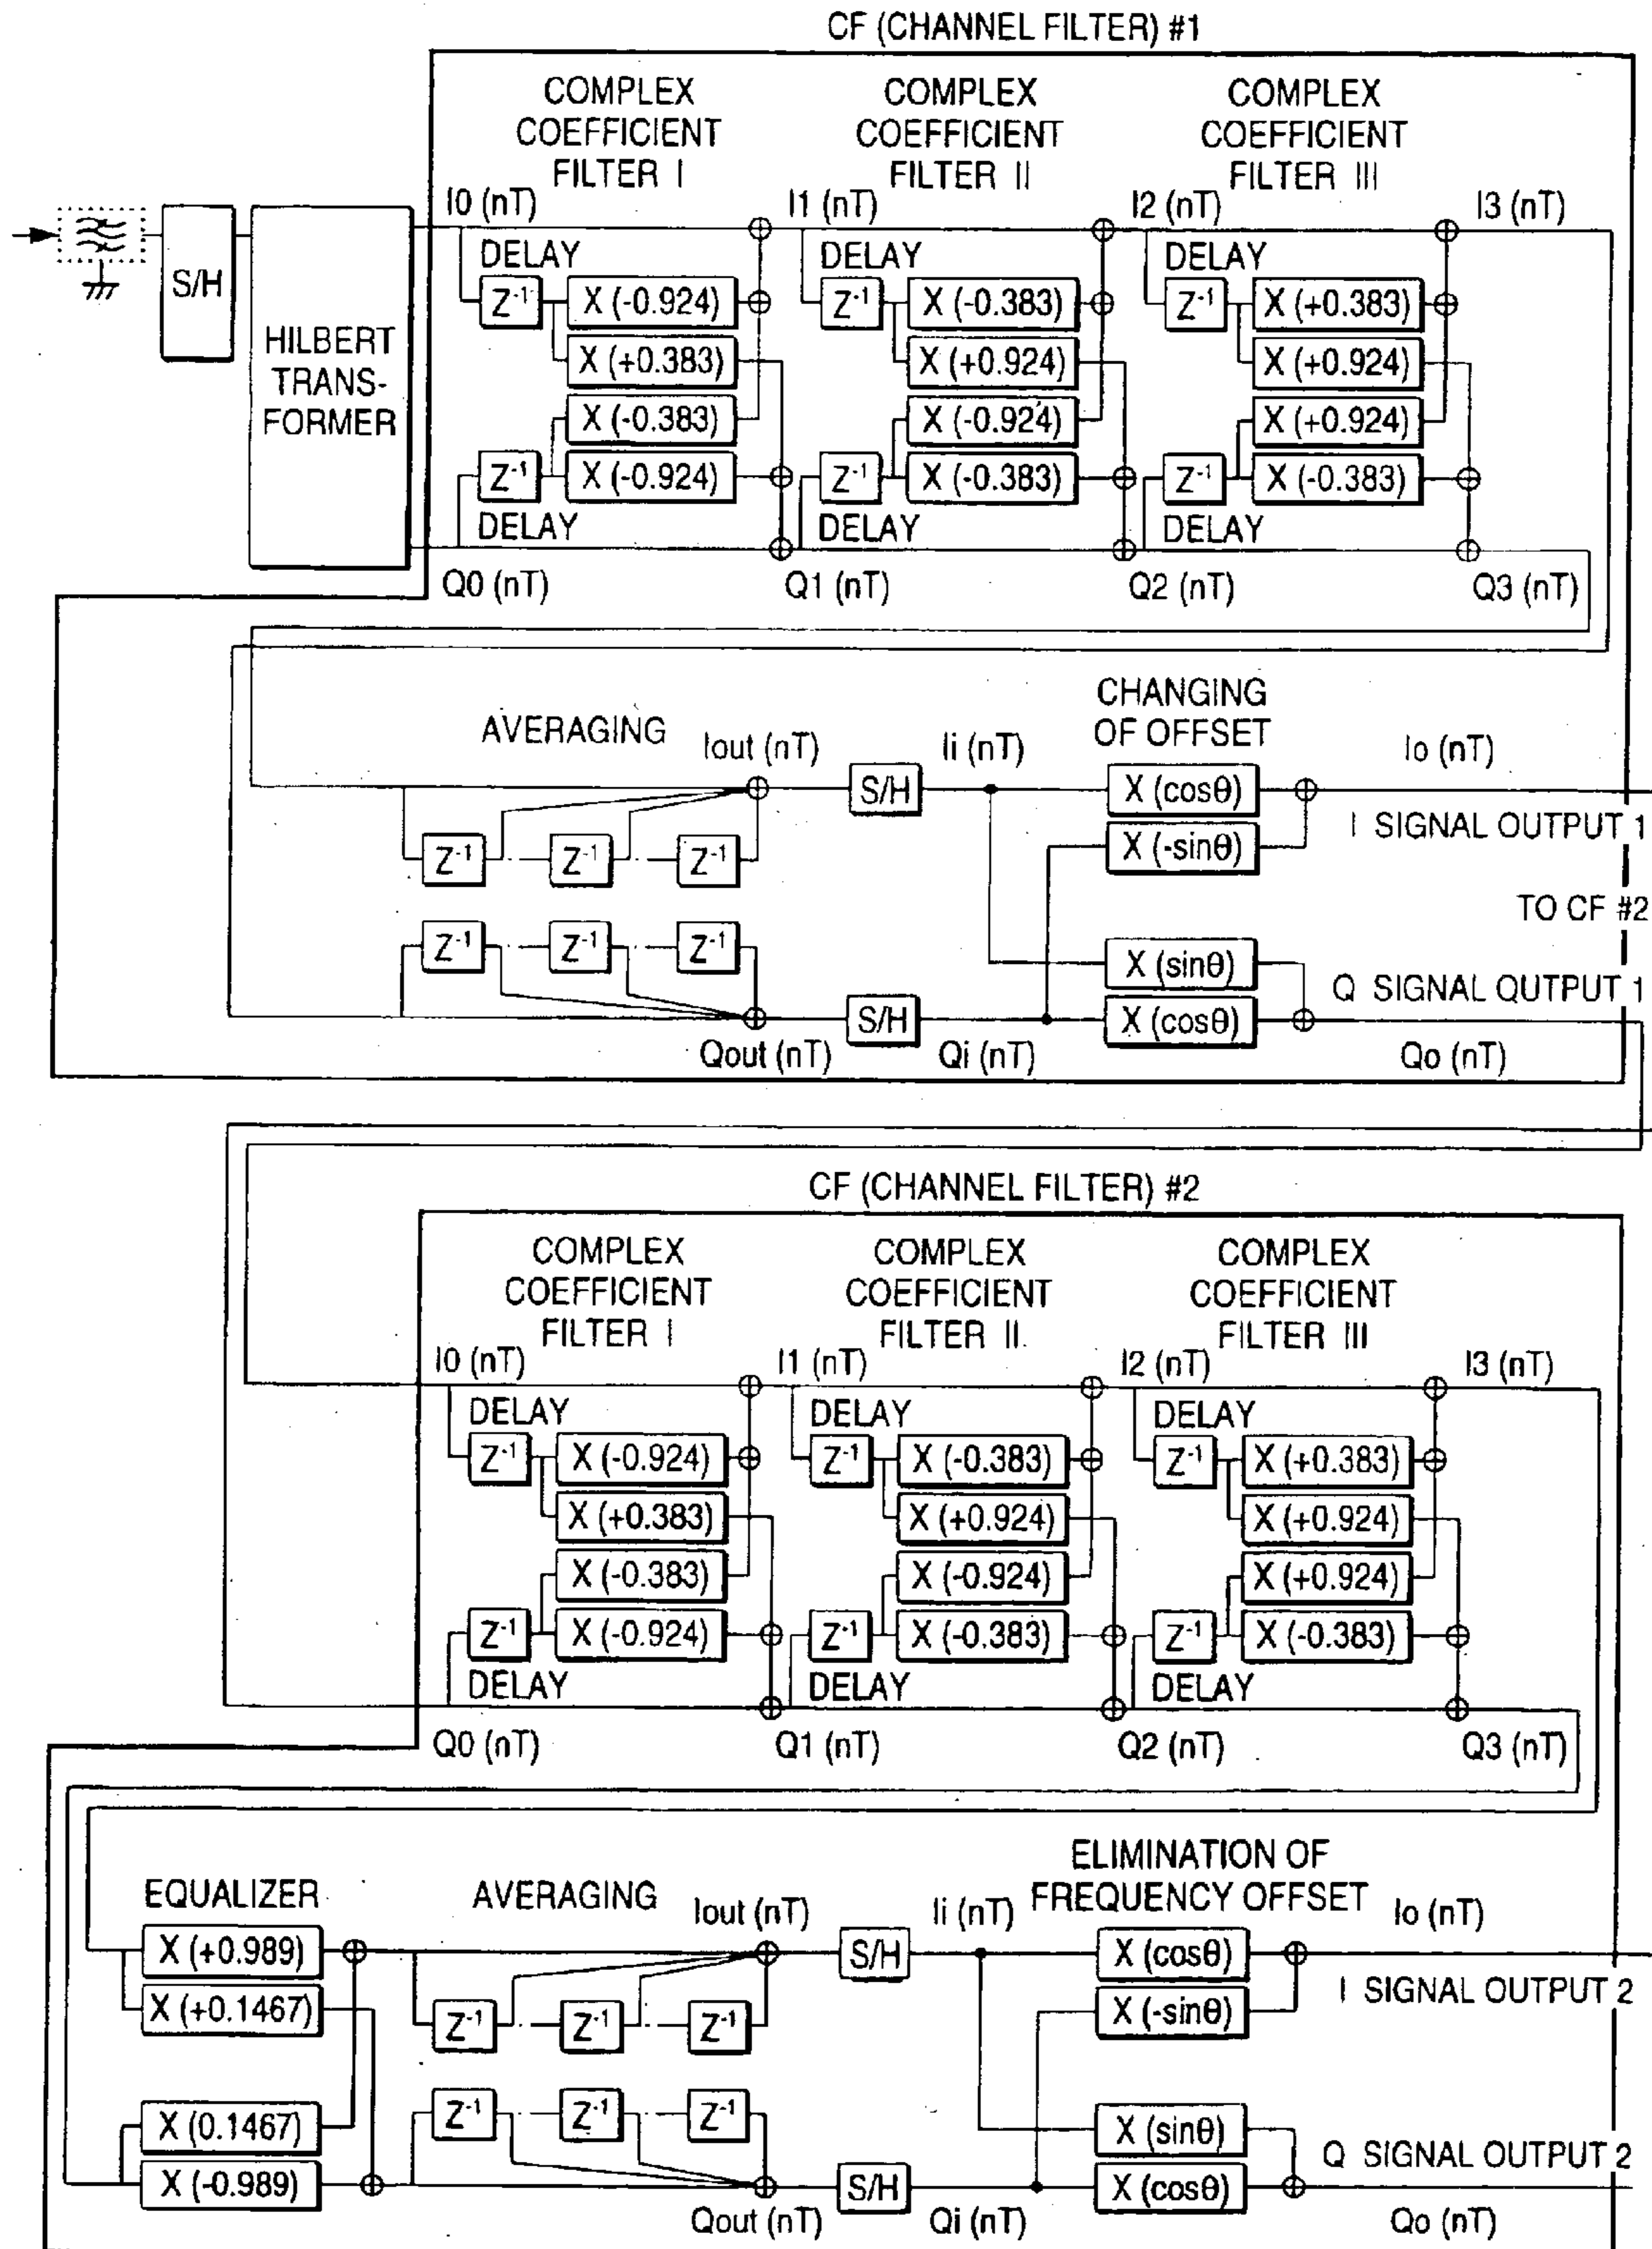 CF (CHANNEL FILTER) #1
COMPLEX COEFFICIENT FILTER I
COMPLEX COEFFICIENT FILTER II
COMPLEX COEFFICIENT FILTER III
I0 (nT)
I1 (nT)
I2 (nT)
I3 (nT)
S/H
HILBERT TRANS-FORMER
DELAY
Z-1
X (-0.924)
X (+0.383)
X (-0.383)
Z-1
X (-0.924)
DELAY
DELAY
Z-1
X (-0.383)
X (+0.924)
X (-0.924)
Z-1
X (-0.383)
DELAY
DELAY
Z-1
X (+0.383)
X (+0.924)
X (+0.924)
Z-1
X (-0.383)
DELAY
Q0 (nT)
Q1 (nT)
Q2 (nT)
Q3 (nT)
AVERAGING
Iout (nT)
Ii (nT)
CHANGING OF OFFSET
Io (nT)
S/H
X (cosθ)
X (-sinθ)
I SIGNAL OUTPUT 1
Z-1
Z-1
Z-1
TO CF #2
Z-1
Z-1
Z-1
X (sinθ)
X (cosθ)
Q SIGNAL QUTPUT 1
S/H
Qout (nT)
Qi (nT)
Qo (nT)
CF (CHANNEL FILTER) #2
COMPLEX COEFFICIENT FILTER I
COMPLEX COEFFICIENT FILTER II
COMPLEX COEFFICIENT FILTER III
I0 (nT)
I1 (nT)
I2 (nT)
I3 (nT)
DELAY
Z-1
X (-0.924)
X (+0.383)
X (-0.383)
Z-1
X (-0.924)
DELAY
DELAY
Z-1
X (-0.383)
X (+0.924)
X (-0.924)
Z-1
X (-0.383)
DELAY
DELAY
Z-1
X (+0.383)
X (+0.924)
X (+0.924)
Z-1
X (-0.383)
DELAY
Q0 (nT)
Q1 (nT)
Q2 (nT)
Q3 (nT)
EQUALIZER
X (+0.989)
X (+0.1467)
X (0.1467)
X (-0.989)
AVERAGING
Iout (nT)
Ii (nT)
ELIMINATION OF FREQUENCY OFFSET
Io (nT)
S/H
X (cosθ)
X (-sinθ)
I SIGNAL OUTPUT 2
Z-1
Z-1
Z-1
Z-1
Z-1
Z-1
X (sinθ)
X (cosθ)
Q SIGNAL OUTPUT 2
S/H
Qout (nT)
Qi (nT)
Qo (nT)